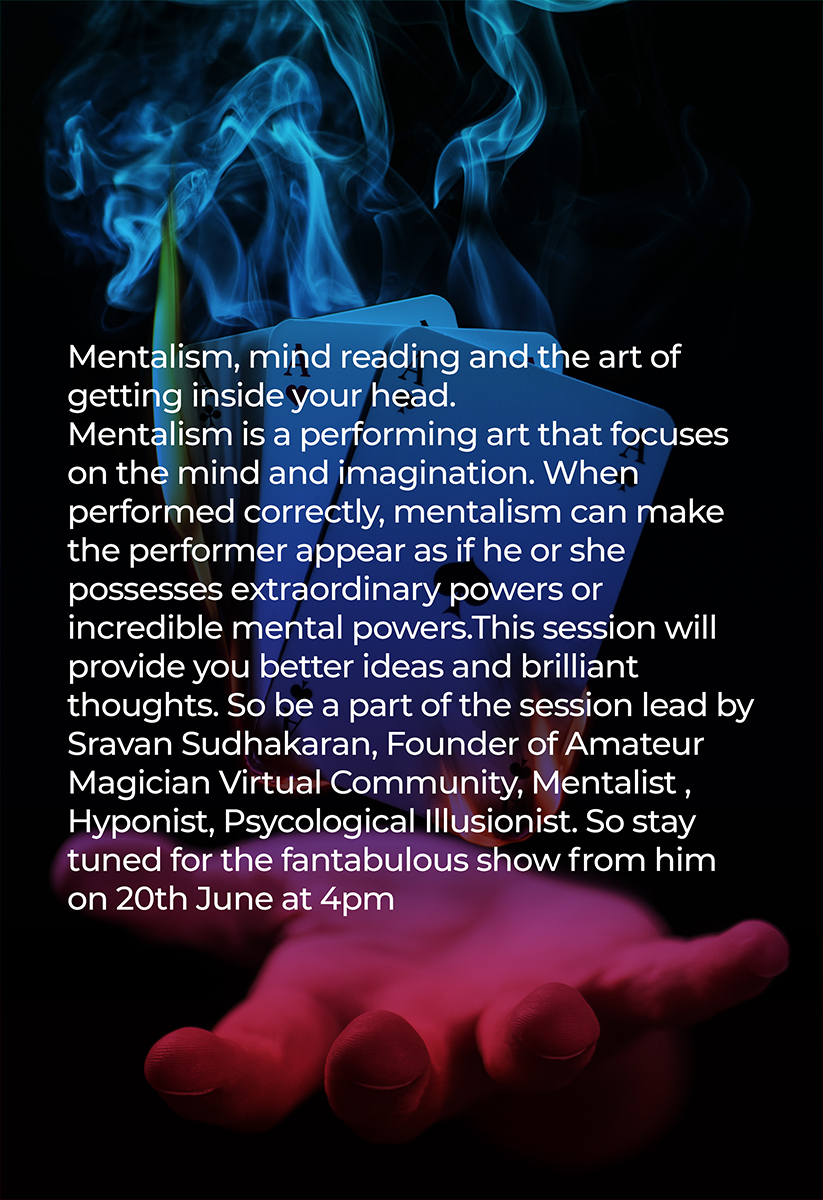 Mentalism, mind reading and the art of
getting inside your head.
Mentalism is a performing art that focuses
on the mind and imagination. When
performed correctly, mentalism can make
the performer appear as if he or she
possesses extraordinary powers or
incredible mental powers.This session will
provide you better ideas and brilliant
thoughts. So be a part of the session lead by
Sravan Sudhakaran, Founder of Amateur
Magician Virtual Community, Mentalist ,
Hyponist, Psycological Illusionist. So stay
tuned for the fantabulous show from him
on 20th June at 4pm
A
A
A
A